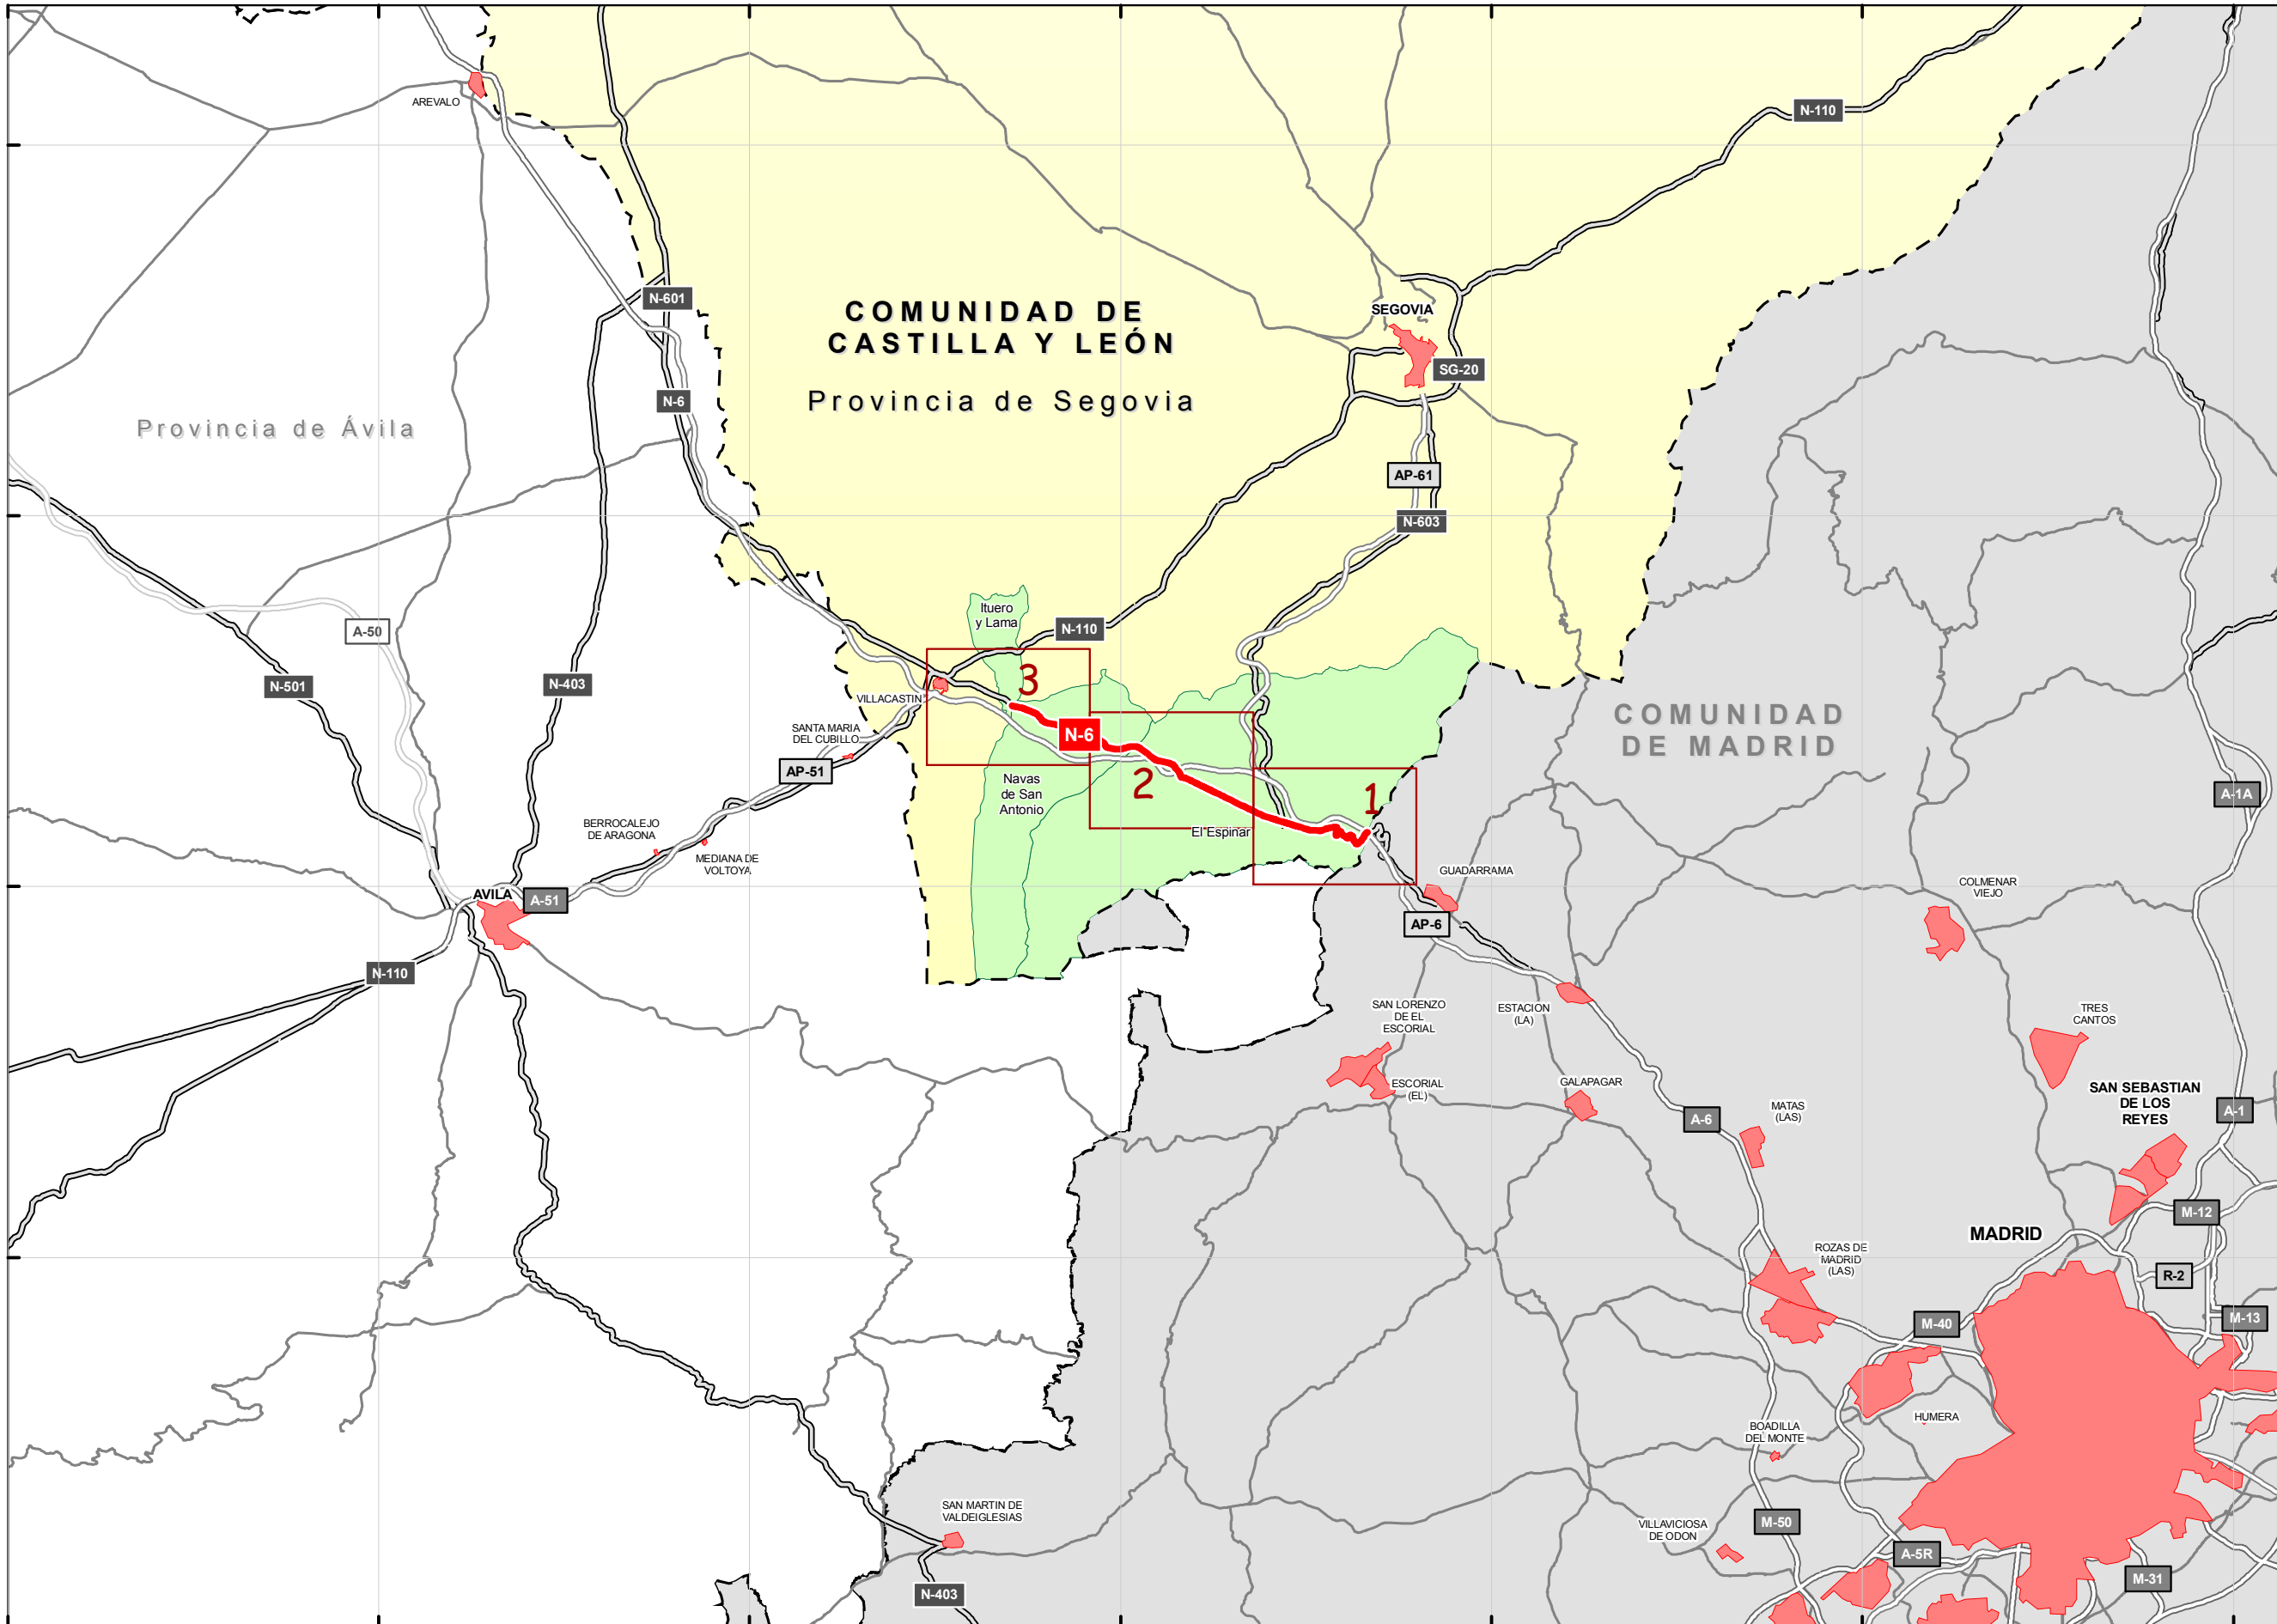 AREVALO
N-110
N-601
COMUNIDAD DE
CASTILLA Y LEÓN
SEGOVIA
SG-20
N-6
Provincia de Segovia
Provincia de Ávila
AP-61
N-603
Ituero
y Lama
A-50
N-110
N-501
N-403
3
VILLACASTIN
SANTA MARIA
DEL CUBILLO
N-6
COMUNIDAD
DE MADRID
AP-51
Navas
de San
Antonio
2
1
A-1A
BERROCALEJO
DE ARAGONA
El Espinar
MEDIANA DE
VOLTOYA
GUADARRAMA
COLMENAR
VIEJO
AVILA
A-51
AP-6
N-110
SAN LORENZO
DE EL
ESCORIAL
ESTACION
(LA)
TRES
CANTOS
ESCORIAL
(EL)
GALAPAGAR
SAN SEBASTIAN
DE LOS
REYES
MATAS
(LAS)
A-6
A-1
M-12
MADRID
ROZAS DE
MADRID
(LAS)
R-2
M-40
M-13
HUMERA
BOADILLA
DEL MONTE
SAN MARTIN DE
VALDEIGLESIAS
VILLAVICIOSA
DE ODON
M-50
A-5R
M-31
N-403